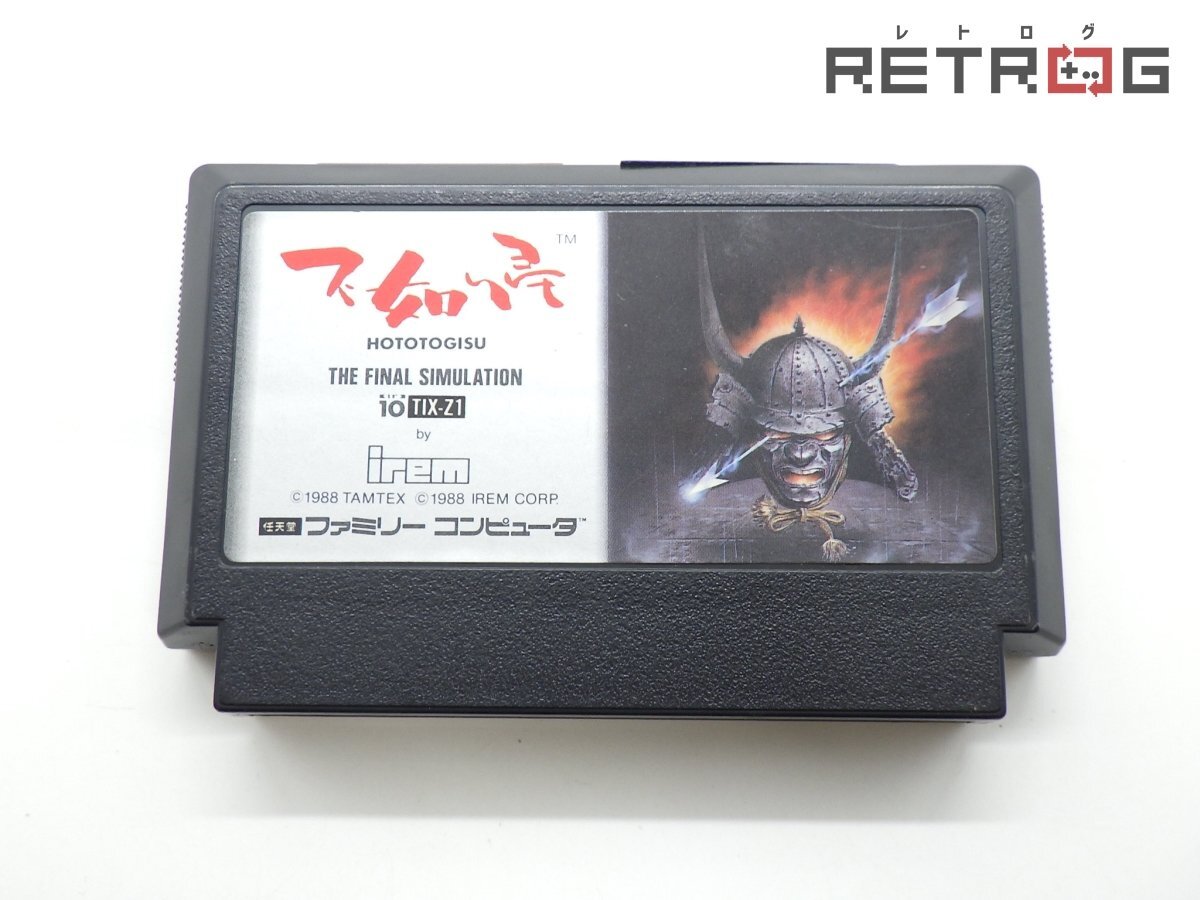 レトログ
RETROG
不如帰 TM
HOTOTOGISU
THE FINAL SIMULATION
10 TIX-Z1
by
irem
©1988 TAMTEX ©1988 IREM CORP.
任天堂 ファミリー コンピュータ™